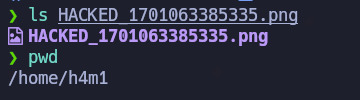 ❯ ls HACKED_1701063385335.png
HACKED_1701063385335.png
❯ pwd
/home/h4m1